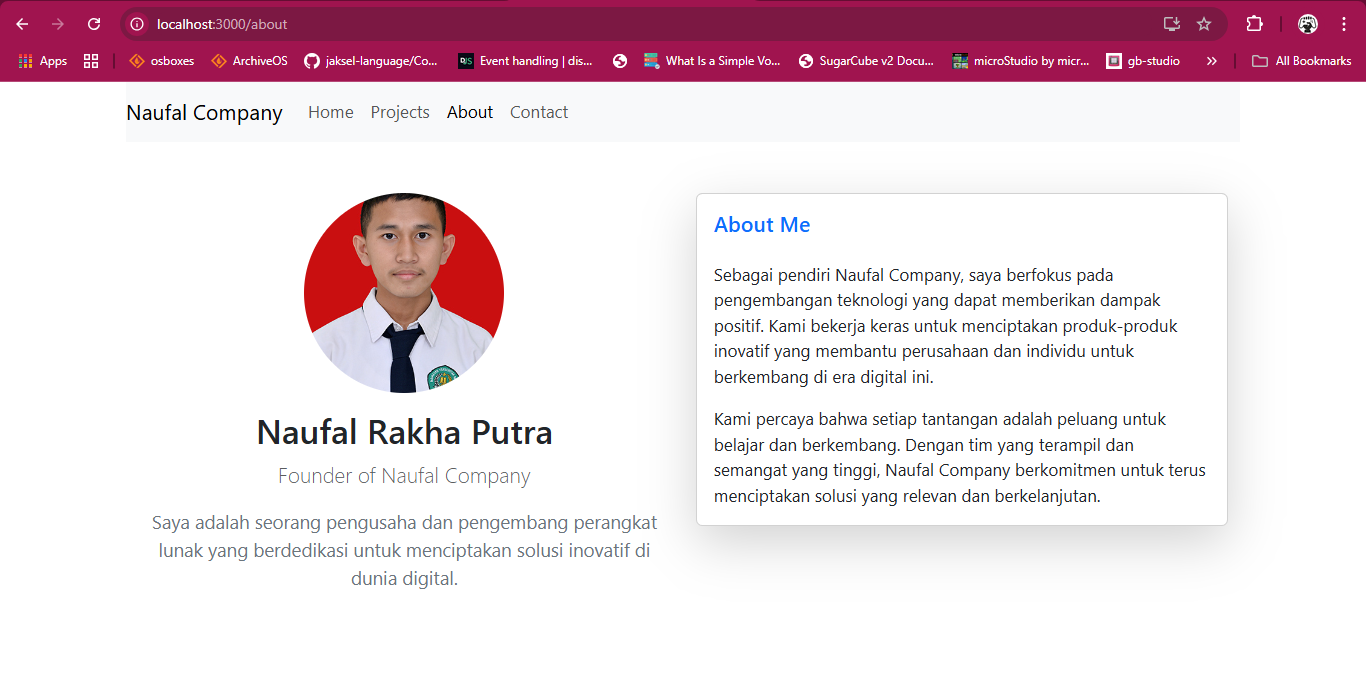 localhost:3000/about
Apps
osboxes
ArchiveOS
jaksel-language/Co...
Event handling | dis...
What Is a Simple Vo...
SugarCube v2 Docu...
microStudio by micr...
gb-studio
»
All Bookmarks
Naufal Company
Home
Projects
About
Contact
Naufal Rakha Putra
Founder of Naufal Company
Saya adalah seorang pengusaha dan pengembang perangkat
lunak yang berdedikasi untuk menciptakan solusi inovatif di
dunia digital.
About Me
Sebagai pendiri Naufal Company, saya berfokus pada
pengembangan teknologi yang dapat memberikan dampak
positif. Kami bekerja keras untuk menciptakan produk-produk
inovatif yang membantu perusahaan dan individu untuk
berkembang di era digital ini.
Kami percaya bahwa setiap tantangan adalah peluang untuk
belajar dan berkembang. Dengan tim yang terampil dan
semangat yang tinggi, Naufal Company berkomitmen untuk terus
menciptakan solusi yang relevan dan berkelanjutan.